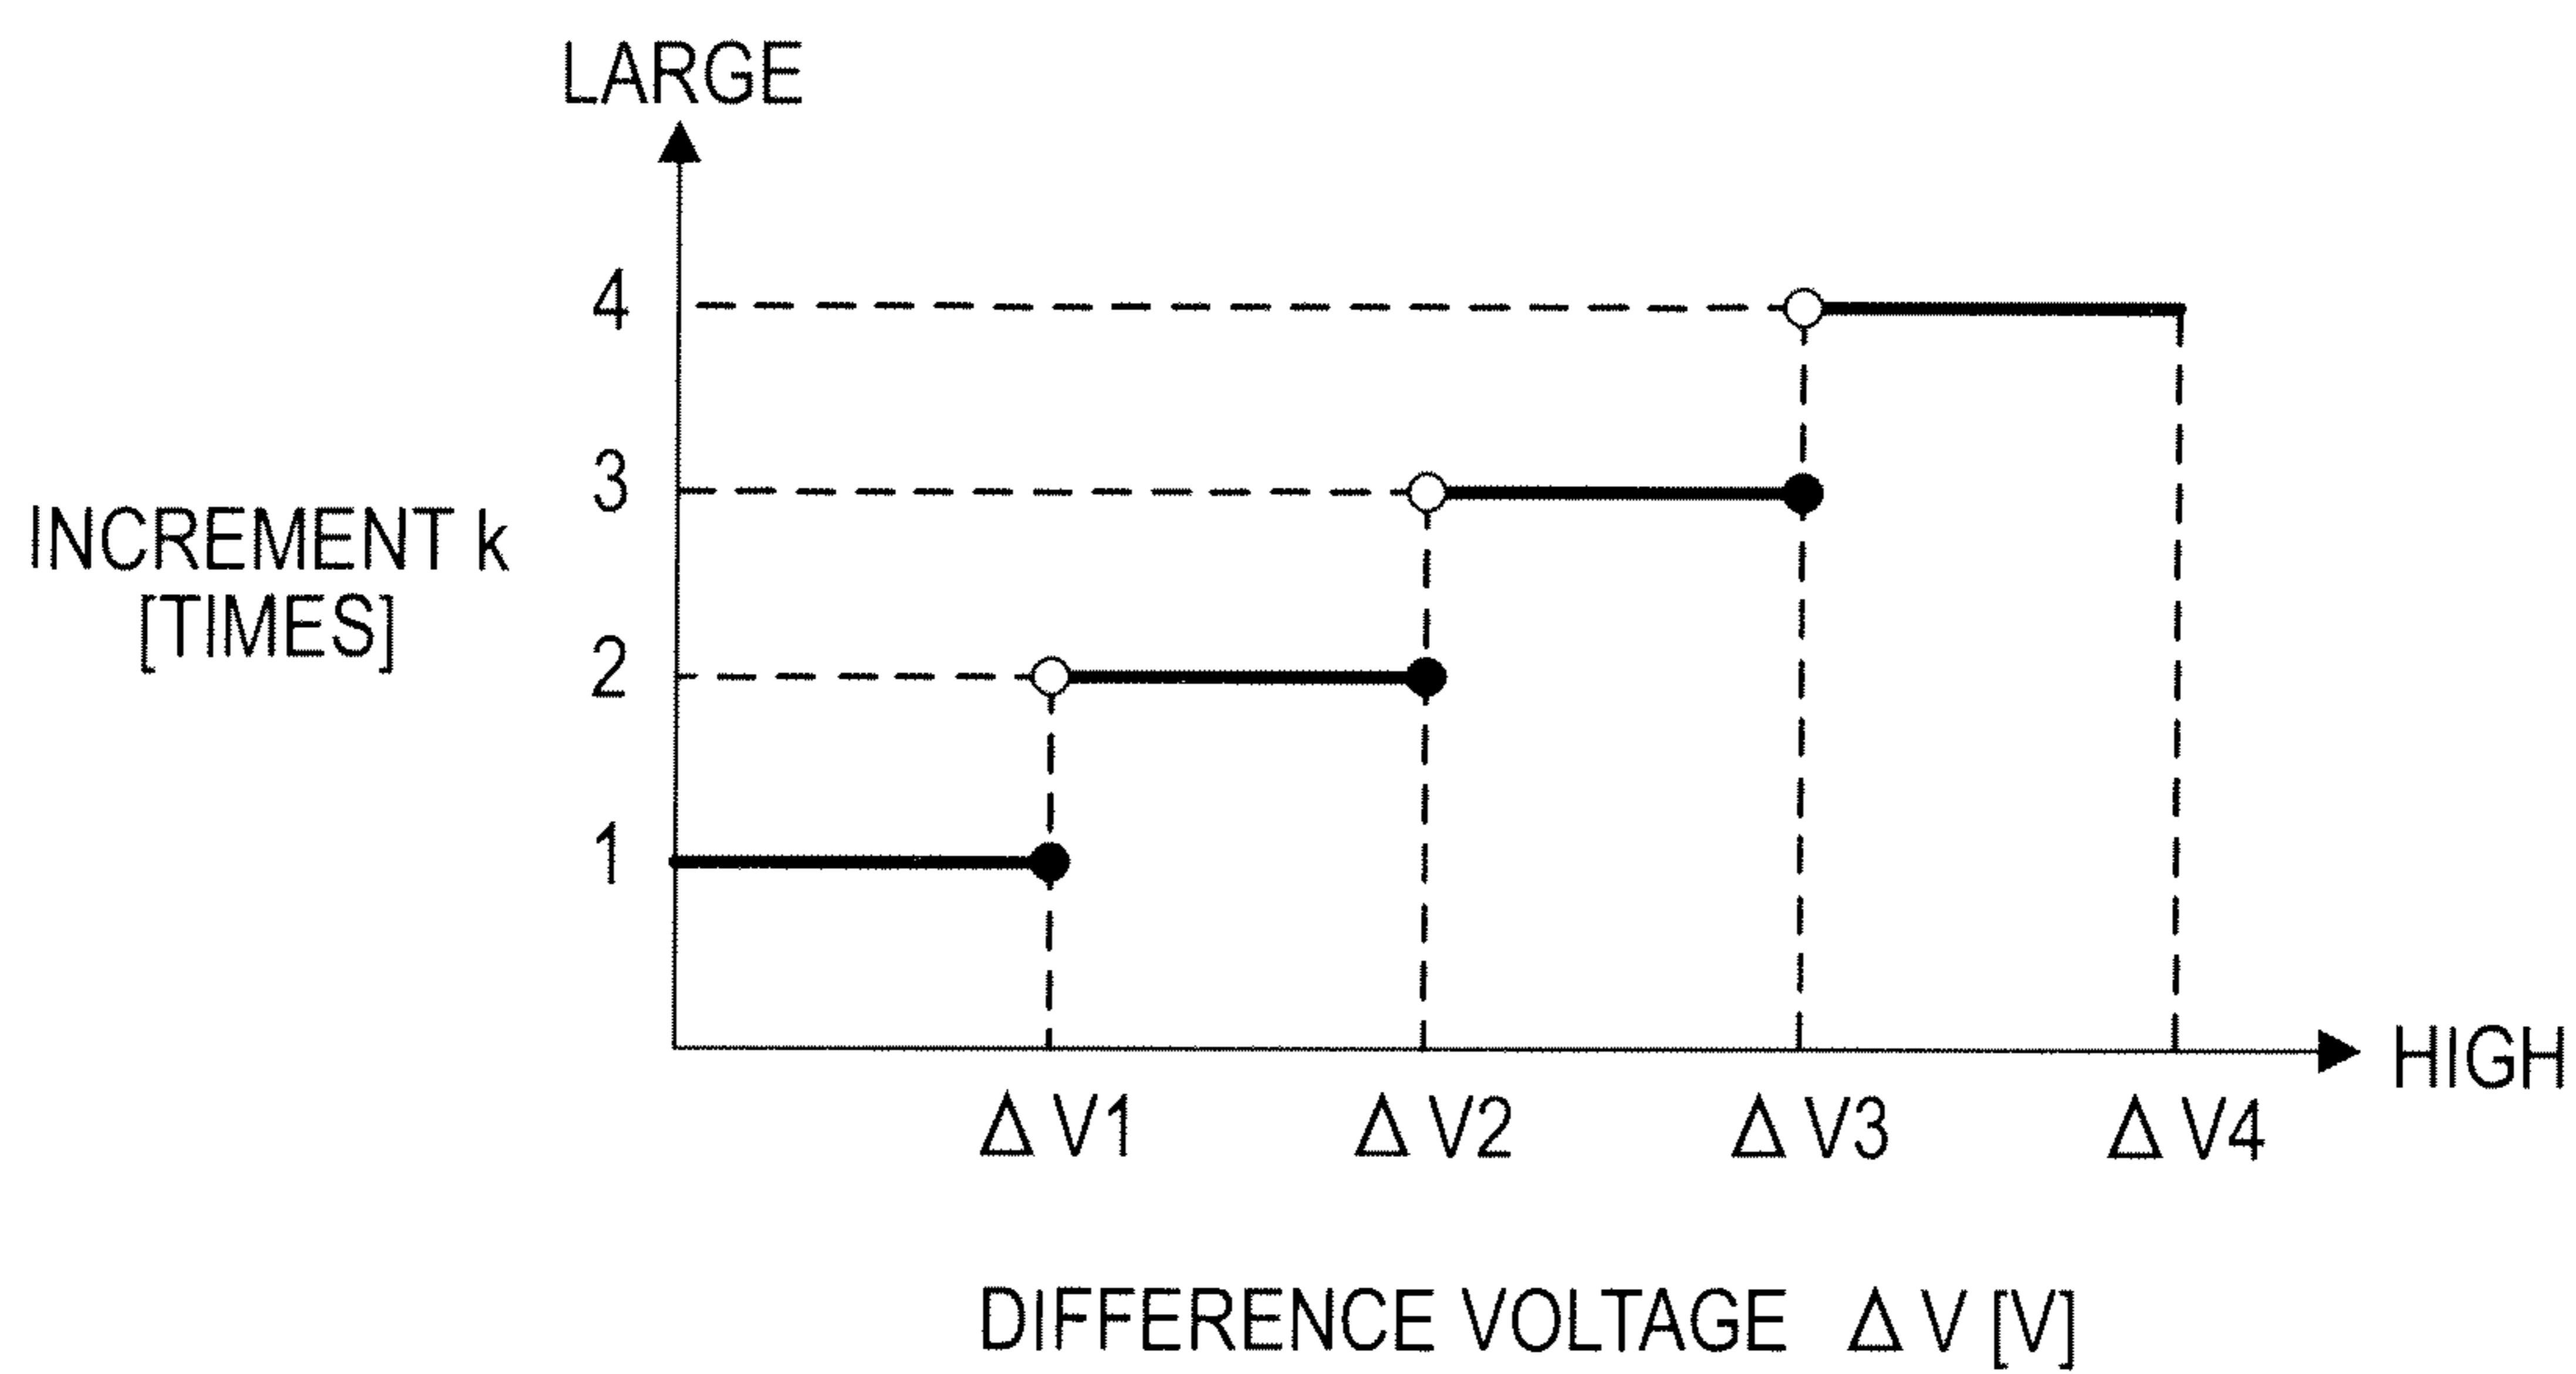 LARGE
4
3
INCREMENT k
[TIMES]
2
1
HIGH
Δ V1
Δ V2
Δ V3
Δ V4
DIFFERENCE VOLTAGE Δ V [V]